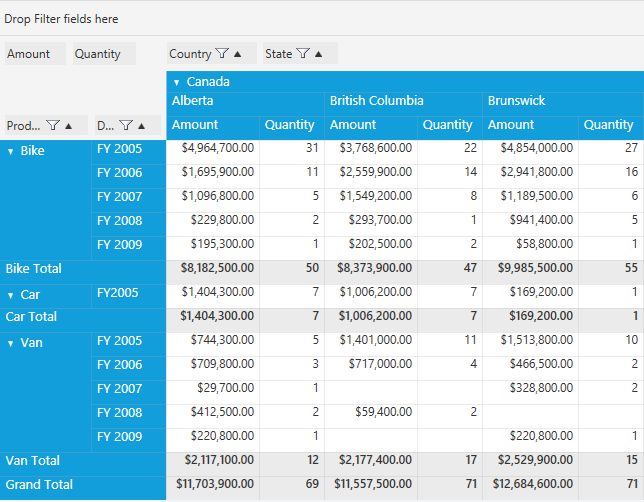 Drop Filter fields here
Amount Quantity Country State
Canada
Alberta British Columbia Brunswick
Prod... D... Amount Quantity Amount Quantity Amount Quantity
Bike FY 2005 $4,964,700.00 31 $3,768,600.00 22 $4,854,000.00 27
FY 2006 $1,695,900.00 11 $2,559,900.00 14 $2,941,800.00 16
FY 2007 $1,096,800.00 5 $1,549,200.00 8 $1,189,500.00 6
FY 2008 $229,800.00 2 $293,700.00 1 $941,400.00 5
FY 2009 $195,300.00 1 $202,500.00 2 $58,800.00 1
Bike Total $8,182,500.00 50 $8,373,900.00 47 $9,985,500.00 55
Car FY2005 $1,404,300.00 7 $1,006,200.00 7 $169,200.00 1
Car Total $1,404,300.00 7 $1,006,200.00 7 $169,200.00 1
Van FY 2005 $744,300.00 5 $1,401,000.00 11 $1,513,800.00 10
FY 2006 $709,800.00 3 $717,000.00 4 $466,500.00 2
FY 2007 $29,700.00 1 $328,800.00 2
FY 2008 $412,500.00 2 $59,400.00 2
FY 2009 $220,800.00 1 $220,800.00 1
Van Total $2,117,100.00 12 $2,177,400.00 17 $2,529,900.00 15
Grand Total $11,703,900.00 69 $11,557,500.00 71 $12,684,600.00 71